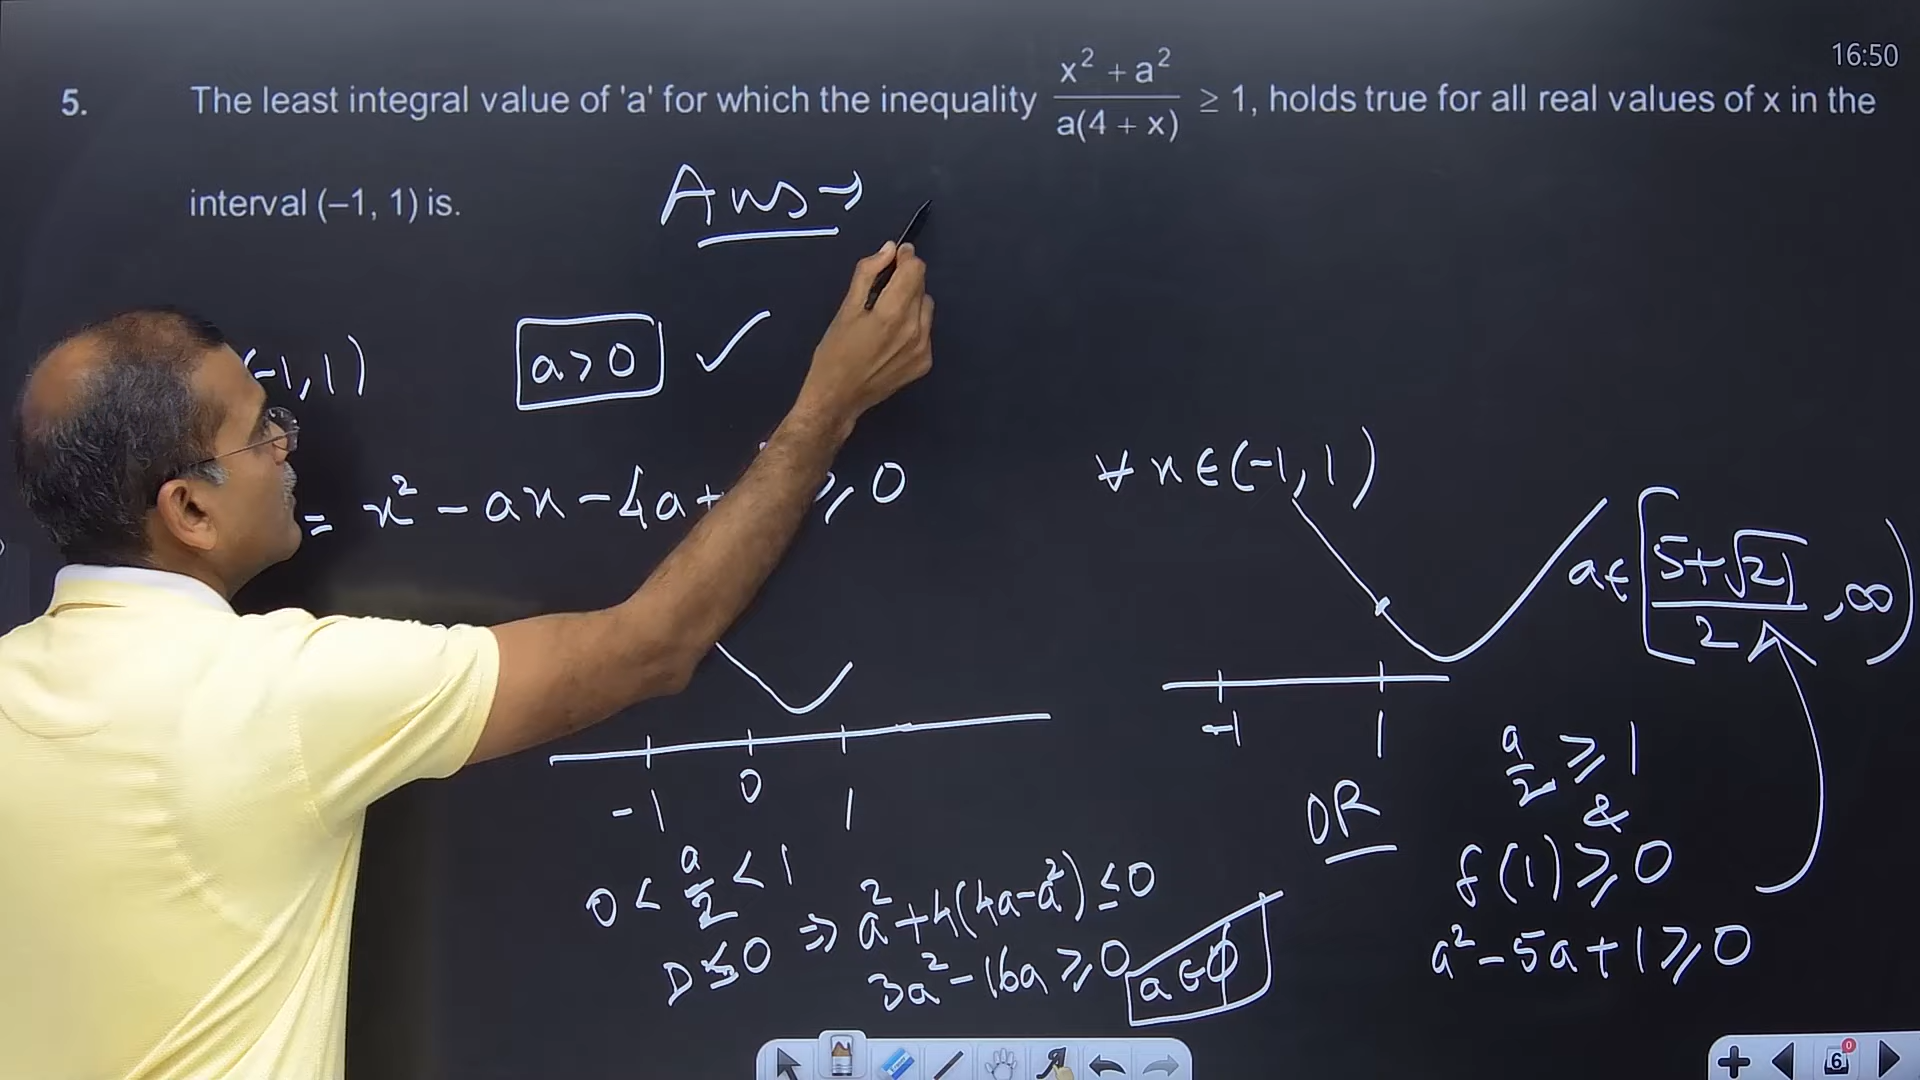 16:50
5. The least integral value of 'a' for which the inequality (x² + a²)/(a(4 + x)) ≥ 1, holds true for all real values of x in the
interval (–1, 1) is.
Ans →
-1, 1)
a > 0 ✓
= x² - ax - 4a + ≥ 0
∀ x ∈ (-1, 1)
a ∈ [(5+√21)/2, ∞)
-1 0 1
-1 1
0 < a/2 < 1
D ≤ 0 ⇒ a² + 4(4a - a²) ≤ 0
3a² - 16a ≥ 0
a ∈ ϕ
OR
a/2 ≥ 1
&
f(1) ≥ 0
a² - 5a + 1 ≥ 0
6
0